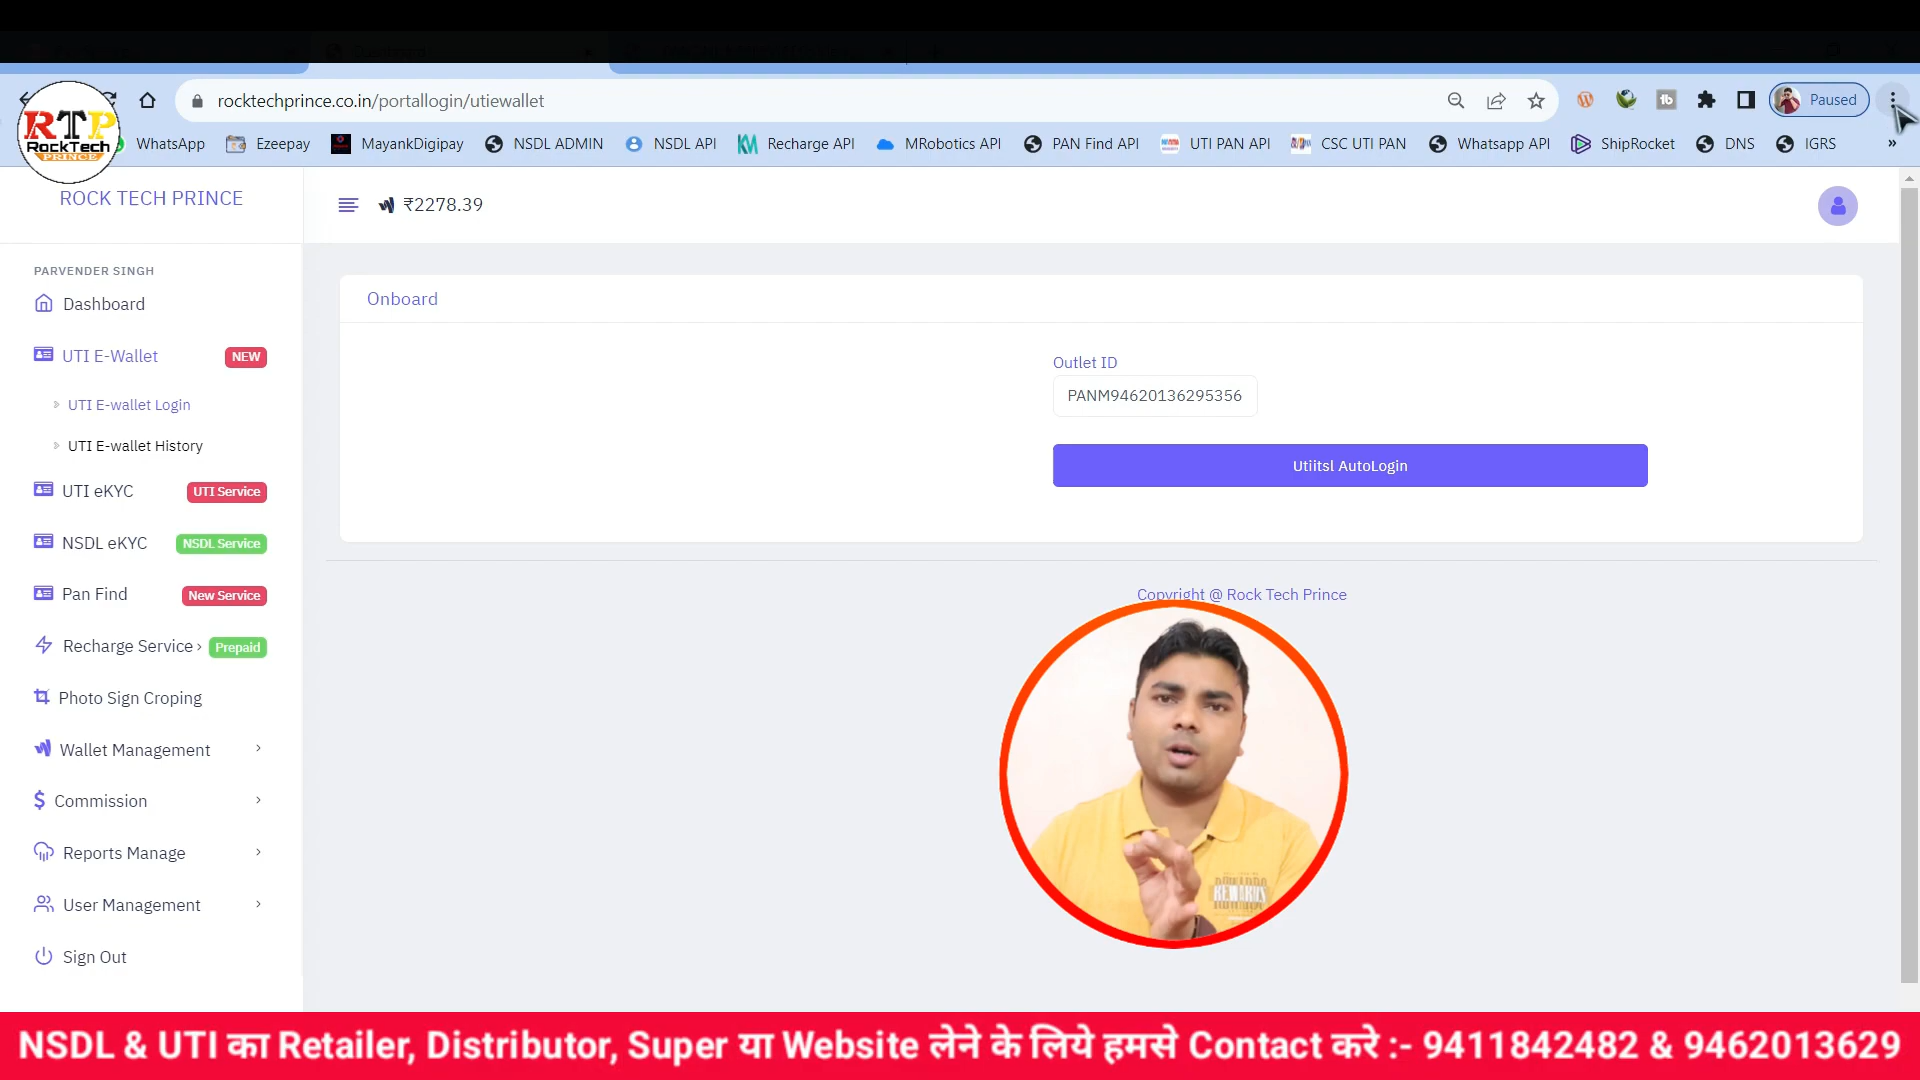 rocktechprince.co.in/portallogin/utiewallet
Paused
RTP
RockTech
PRINCE
WhatsApp
Ezeepay
MayankDigipay
NSDL ADMIN
NSDL API
Recharge API
MRobotics API
PAN Find API
UTI PAN API
CSC UTI PAN
Whatsapp API
ShipRocket
DNS
IGRS
»
ROCK TECH PRINCE
₹2278.39
PARVENDER SINGH
Dashboard
UTI E-Wallet NEW
UTI E-wallet Login
UTI E-wallet History
UTI eKYC UTI Service
NSDL eKYC NSDL Service
Pan Find New Service
Recharge Service Prepaid
Photo Sign Croping
Wallet Management
Commission
Reports Manage
User Management
Sign Out
Onboard
Outlet ID
PANM94620136295356
Utiitsl AutoLogin
Copyright @ Rock Tech Prince
REWARDS
NSDL & UTI का Retailer, Distributor, Super या Website लेने के लिये हमसे Contact करे :- 9411842482 & 9462013629